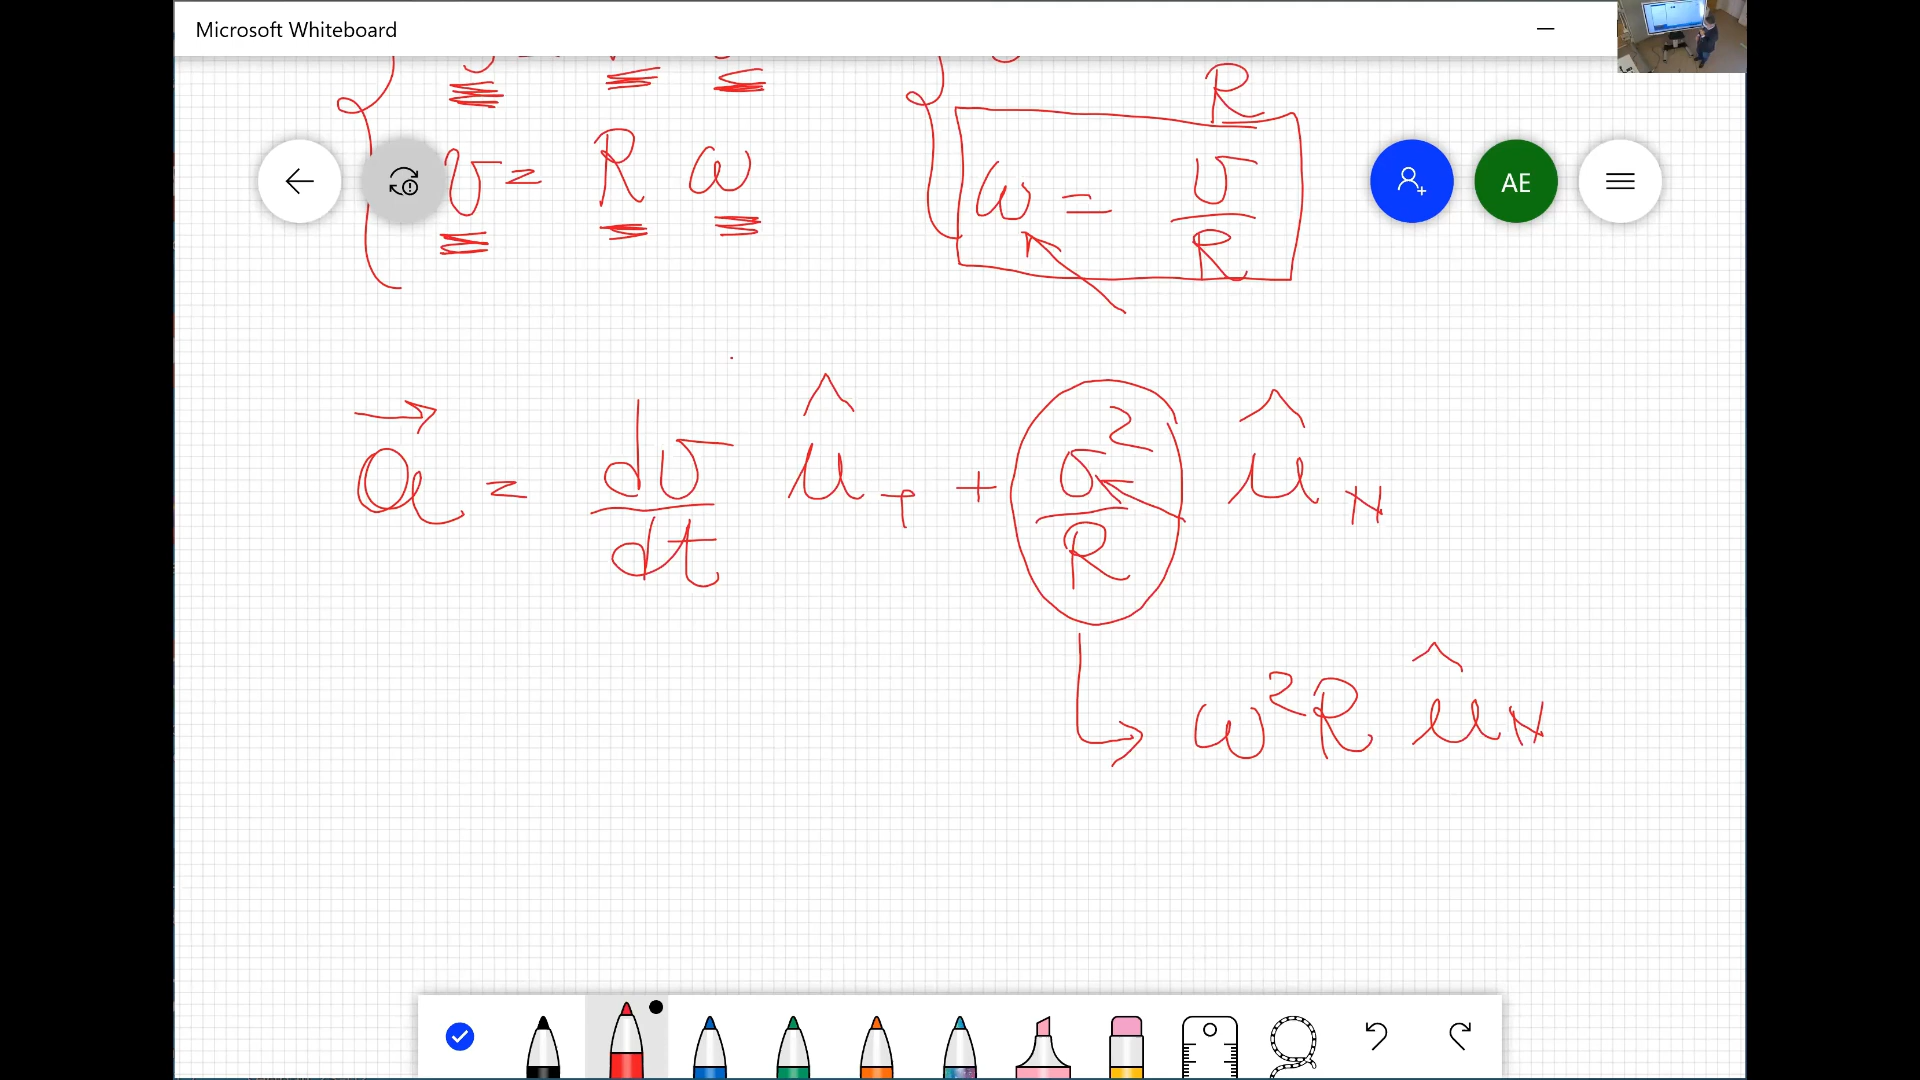 Microsoft Whiteboard
R
v = R ω
ω = v/R
AE
a⃗ = dv/dt û_T + v²/R û_N
ω²R û_N